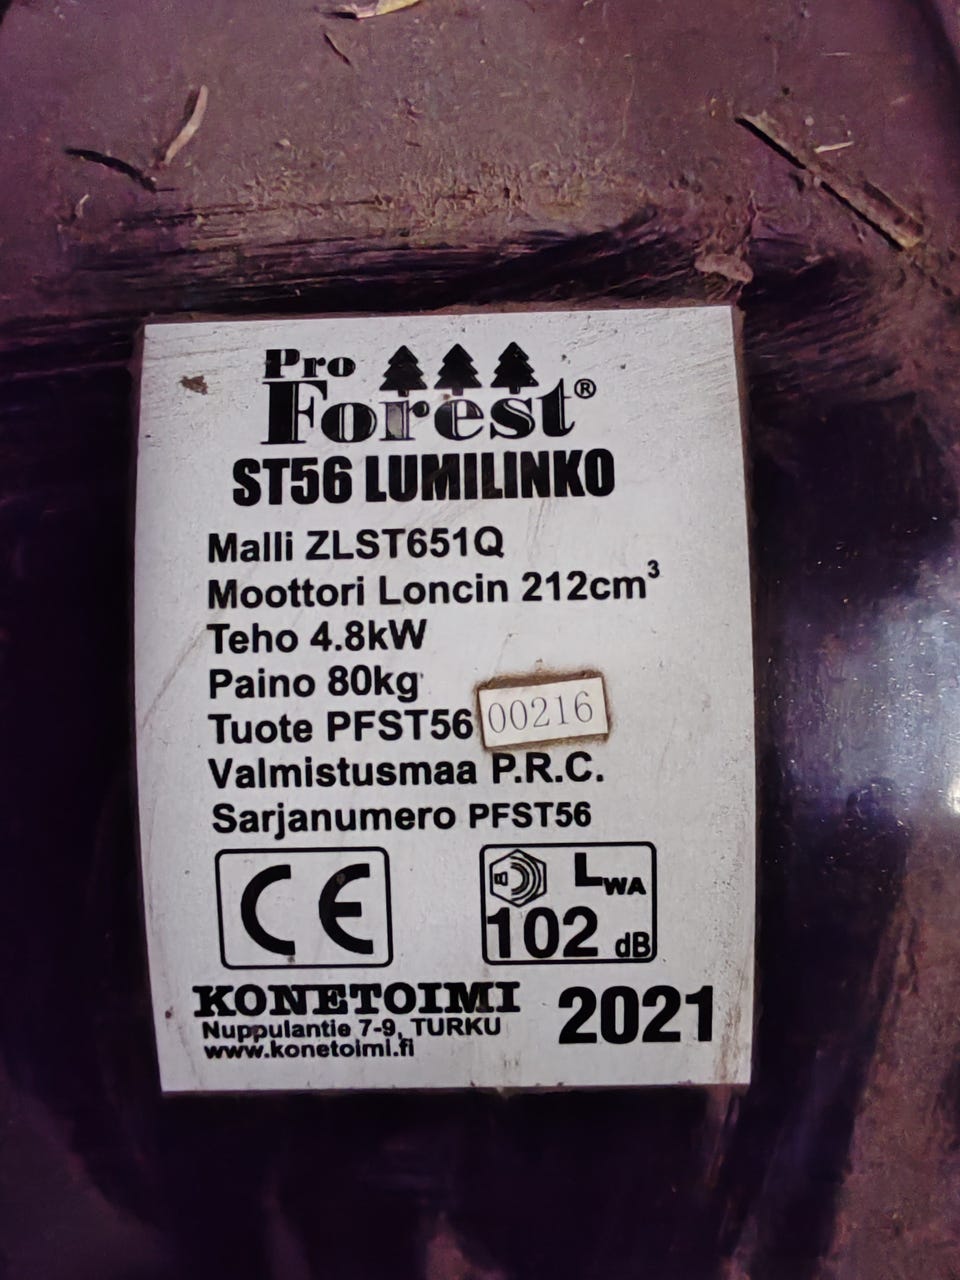 Pro
Forest®
ST56 LUMILINKO
Malli ZLST651Q
Moottori Loncin 212cm³
Teho 4.8kW
Paino 80kg
Tuote PFST56 00216
Valmistusmaa P.R.C.
Sarjanumero PFST56
CE
LWA
102 dB
KONETOIMI 2021
Nuppulantie 7-9, TURKU
www.konetoimi.fi